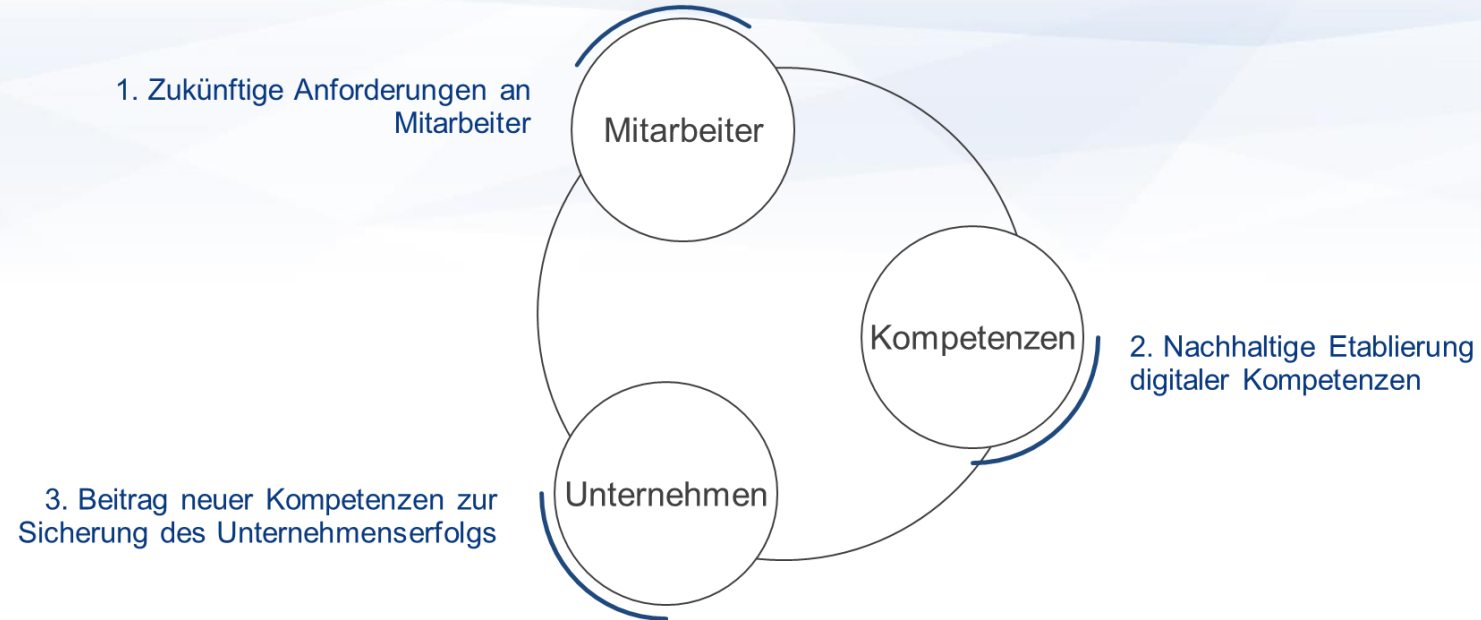 1. Zukünftige Anforderungen an
Mitarbeiter
Mitarbeiter
Kompetenzen
2. Nachhaltige Etablierung
digitaler Kompetenzen
Unternehmen
3. Beitrag neuer Kompetenzen zur
Sicherung des Unternehmenserfolgs